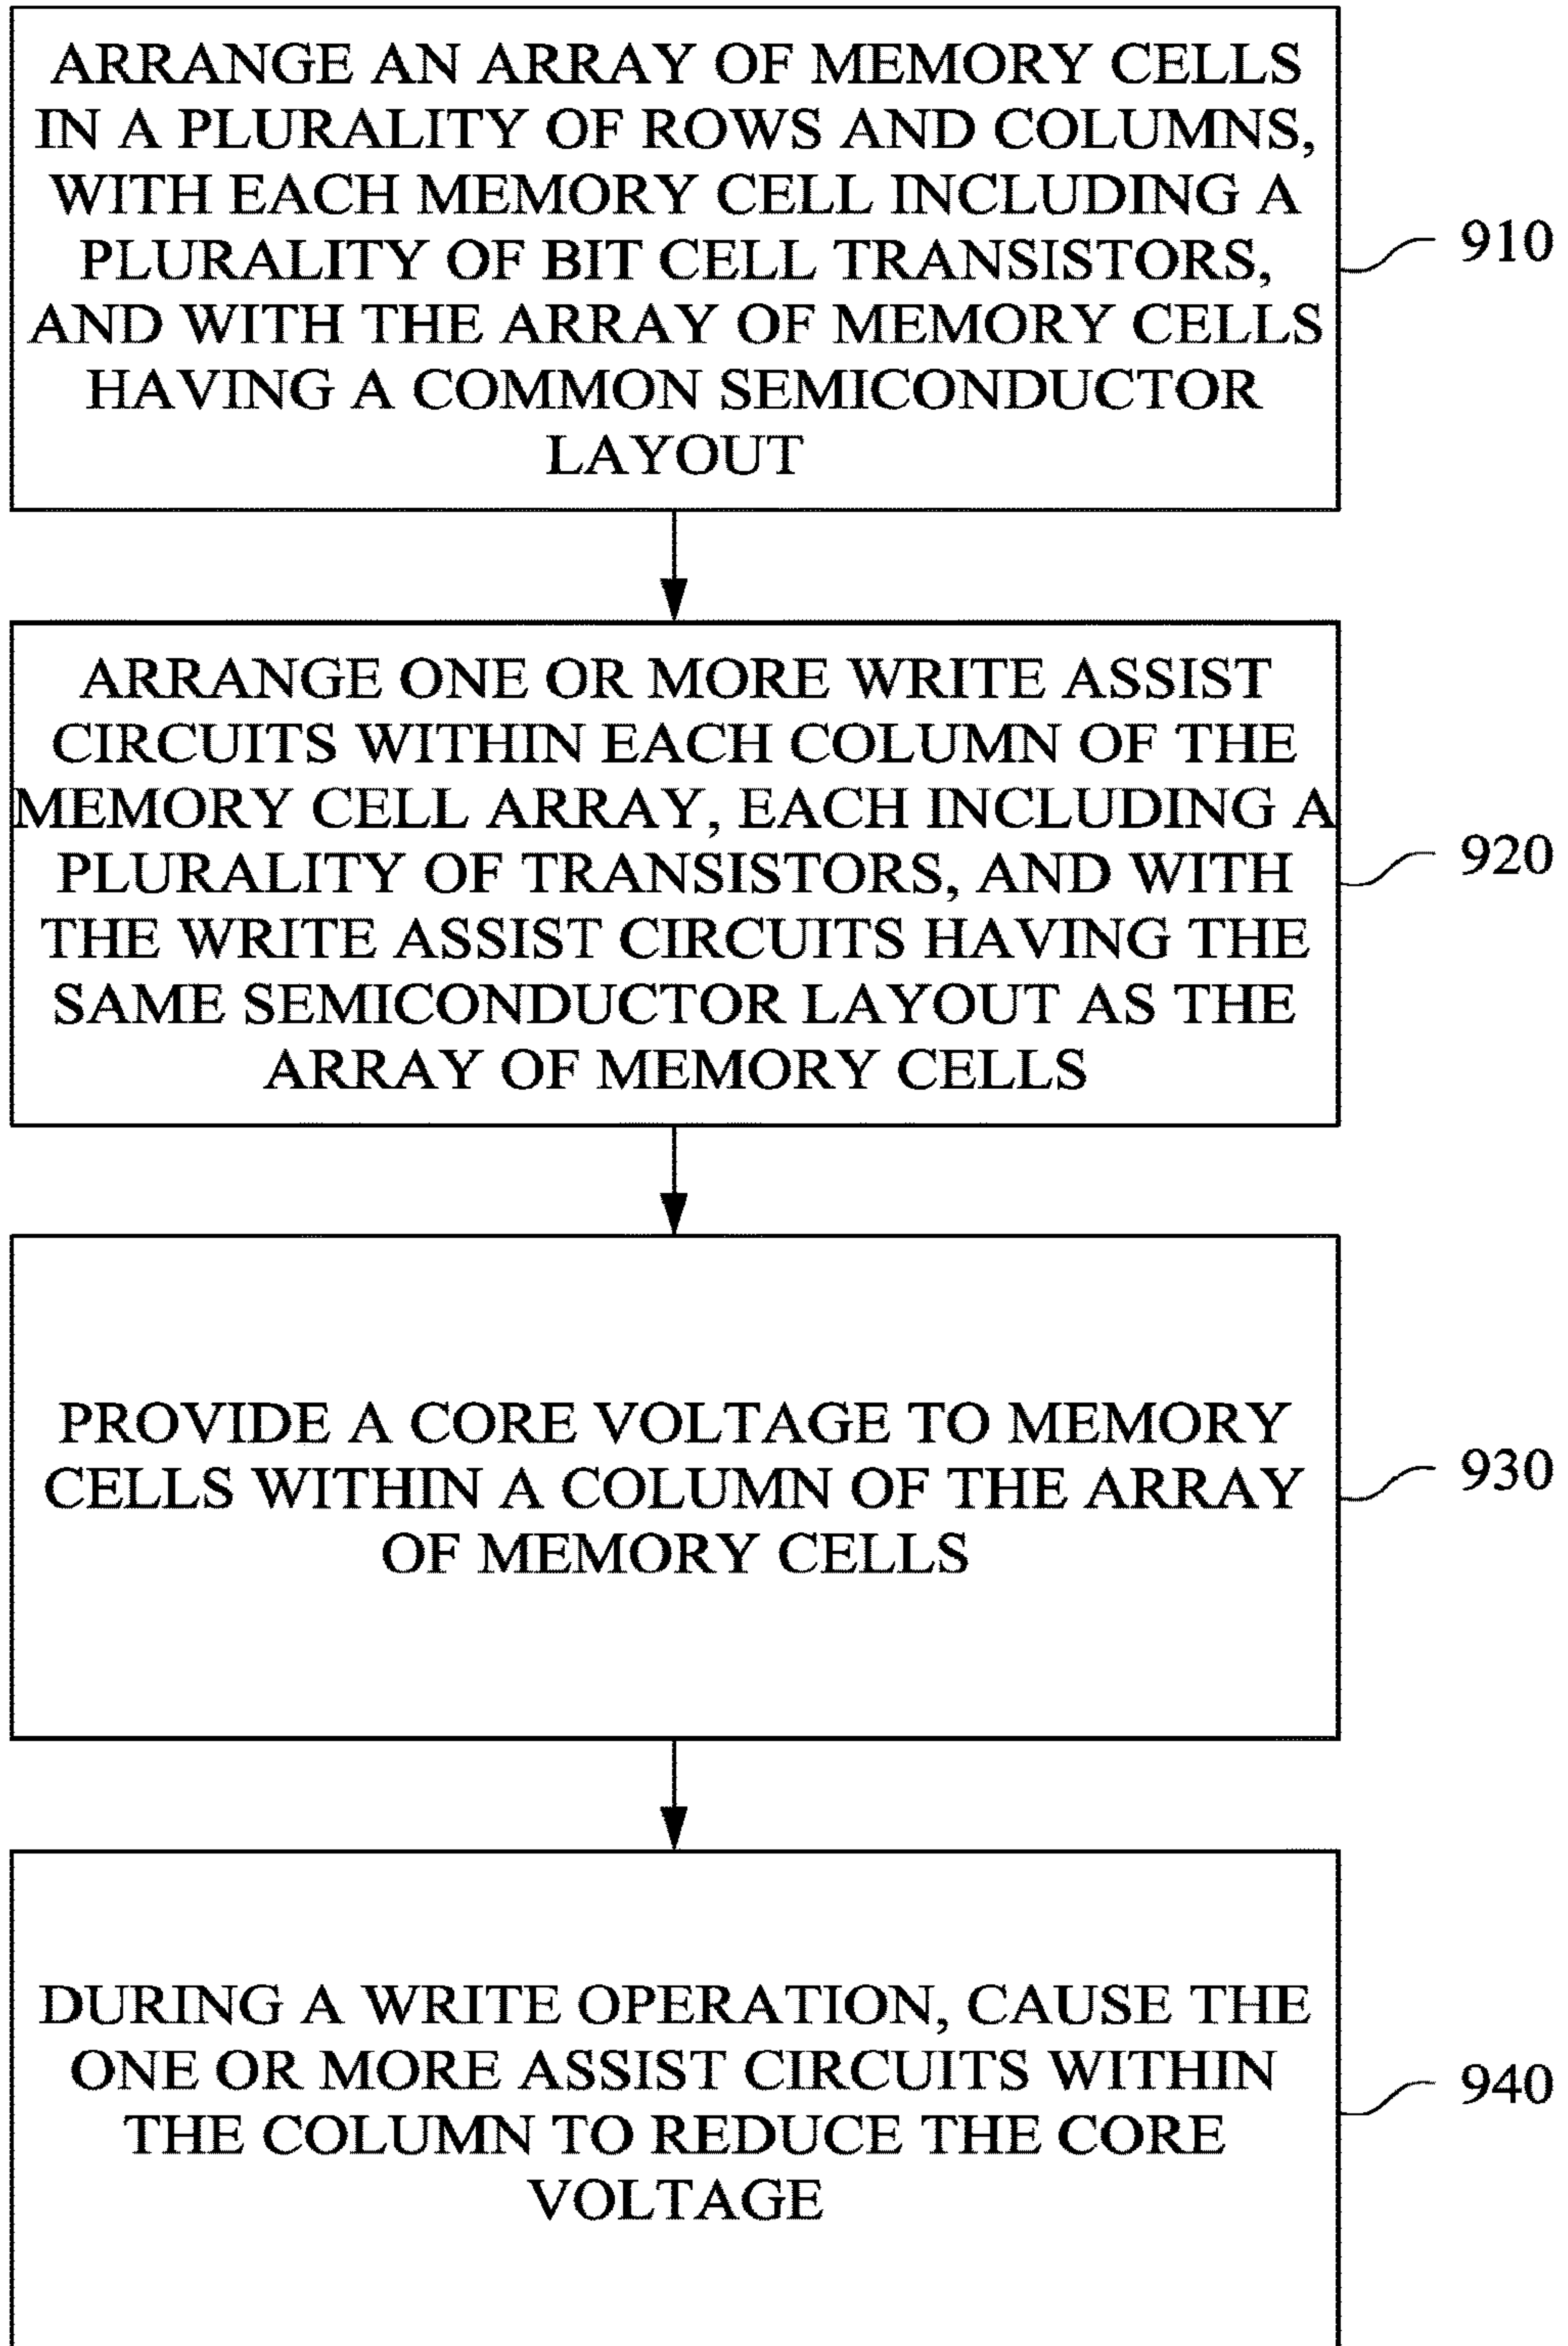 ARRANGE AN ARRAY OF MEMORY CELLS
IN A PLURALITY OF ROWS AND COLUMNS,
WITH EACH MEMORY CELL INCLUDING A
PLURALITY OF BIT CELL TRANSISTORS,
AND WITH THE ARRAY OF MEMORY CELLS
HAVING A COMMON SEMICONDUCTOR
LAYOUT
910
ARRANGE ONE OR MORE WRITE ASSIST
CIRCUITS WITHIN EACH COLUMN OF THE
MEMORY CELL ARRAY, EACH INCLUDING A
PLURALITY OF TRANSISTORS, AND WITH
THE WRITE ASSIST CIRCUITS HAVING THE
SAME SEMICONDUCTOR LAYOUT AS THE
ARRAY OF MEMORY CELLS
920
PROVIDE A CORE VOLTAGE TO MEMORY
CELLS WITHIN A COLUMN OF THE ARRAY
OF MEMORY CELLS
930
DURING A WRITE OPERATION, CAUSE THE
ONE OR MORE ASSIST CIRCUITS WITHIN
THE COLUMN TO REDUCE THE CORE
VOLTAGE
940